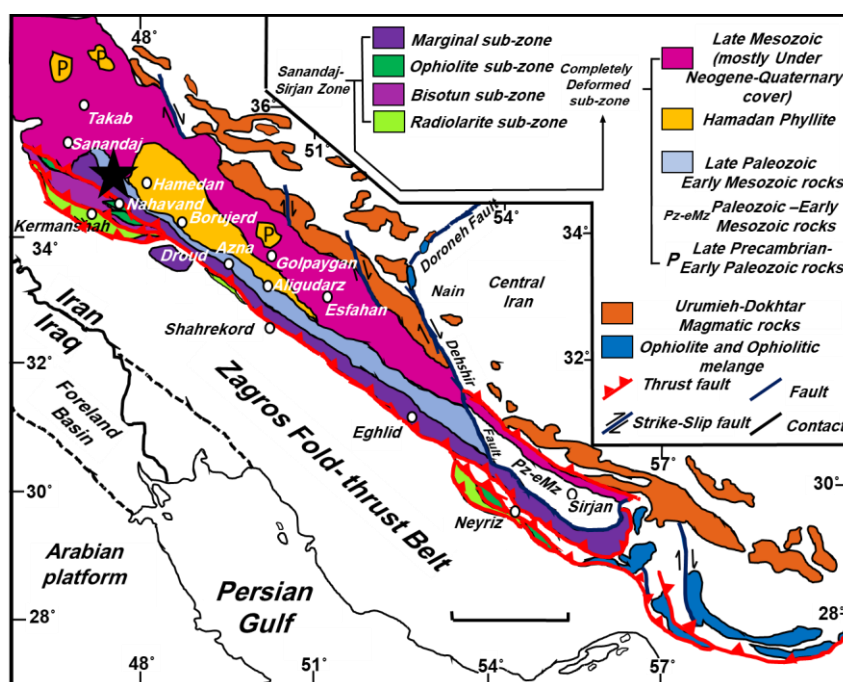 48°
36°
51°
Sanandaj-
Sirjan Zone
Marginal sub-zone
Ophiolite sub-zone
Bisotun sub-zone
Radiolarite sub-zone
Completely
Deformed
sub-zone
Late Mesozoic
(mostly Under
Neogene-Quaternary
cover)
Hamadan Phyllite
Late Paleozoic
Early Mesozoic rocks
Pz-eMz Paleozoic –Early
Mesozoic rocks
P Late Precambrian-
Early Paleozoic rocks
Urumieh-Dokhtar
Magmatic rocks
Ophiolite and Ophiolitic
melange
Thrust fault
Fault
Strike-Slip fault
Contact
P
P
Takab
Sanandaj
Hamedan
Nahavand
Kermanshah
Borujerd
P
Droud
Azna
Golpaygan
Aligudarz
Esfahan
Shahrekord
54°
Doroneh Fault
34°
Nain
Central
Iran
Dehshir
Fault
32°
34°
Iran
Iraq
32°
Foreland
Basin
Zagros Fold-thrust Belt
Eghlid
Pz-eMz
Sirjan
Neyriz
57°
30°
30°
Arabian
platform
Persian
Gulf
28°
28°
48°
51°
54°
57°